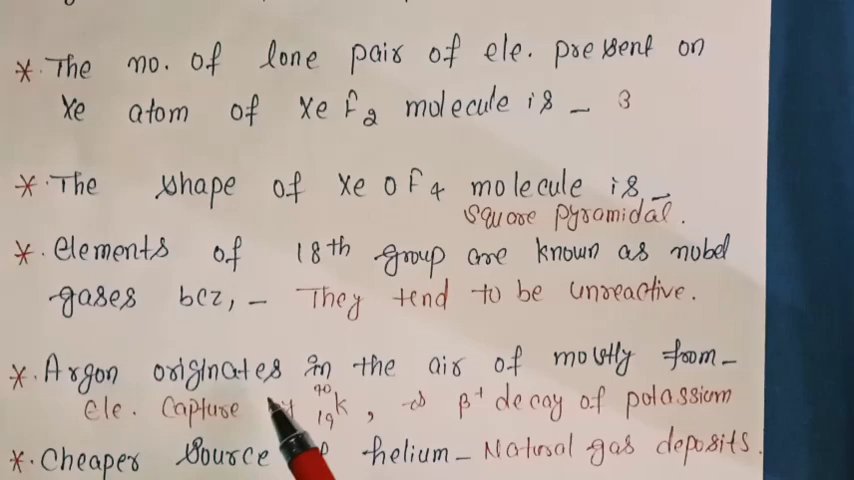 * The no. of lone pair of ele. present on
Xe atom of XeF2 molecule is - 3
* The shape of XeOF4 molecule is -
square pyramidal.
* elements of 18th group are known as nobel
gases bcz, - They tend to be unreactive.
* Argon originates in the air of mostly from -
ele. Capture 40 19 K, β+ decay of potassium
* Cheaper source helium - Natural gas deposits.